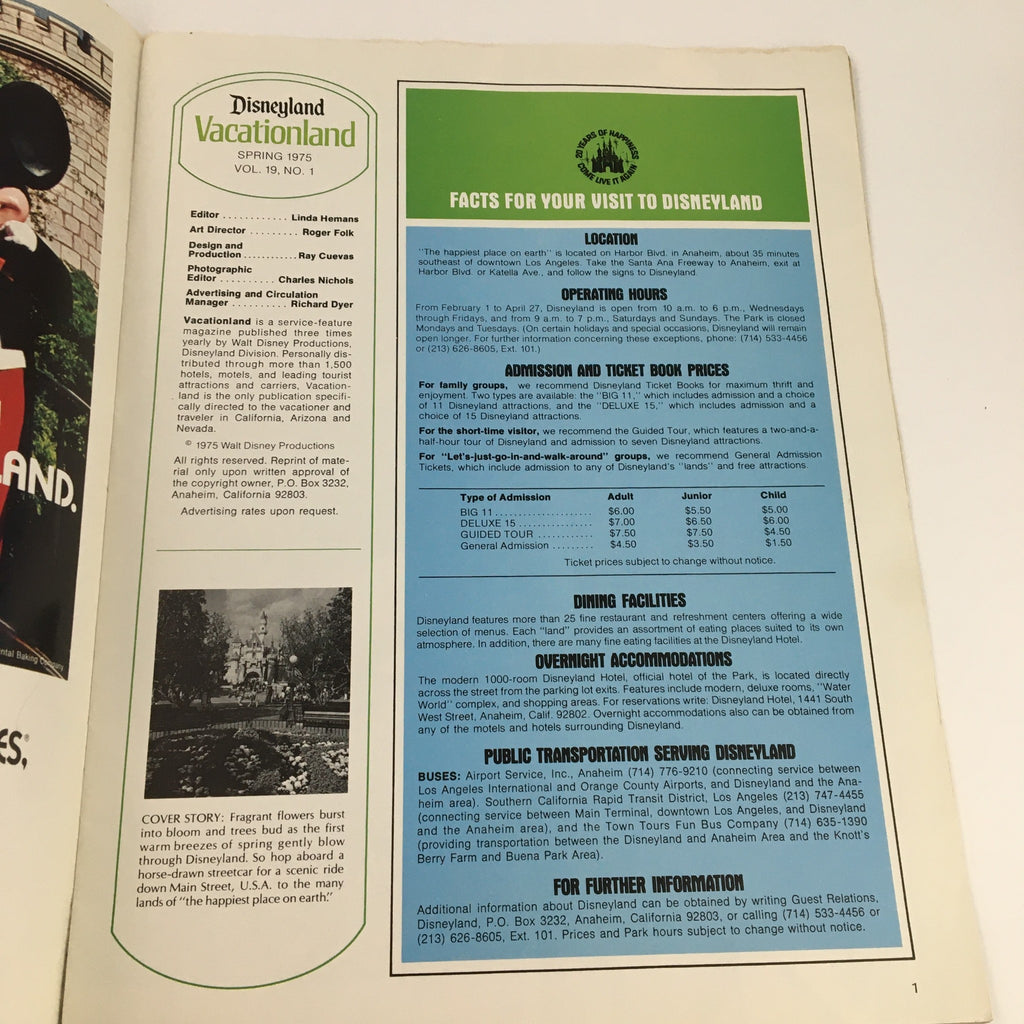 LAND.
ntal Baking Company
ES,®
Disneyland
Vacationland
SPRING 1975
VOL. 19, NO. 1
Editor . . . . . . . . . . . . Linda Hemans
Art Director . . . . . . . . . Roger Folk
Design and
Production . . . . . . . . . . . . Ray Cuevas
Photographic
Editor . . . . . . . . . . Charles Nichols
Advertising and Circulation
Manager . . . . . . . . . . Richard Dyer
Vacationland is a service-feature
magazine published three times
yearly by Walt Disney Productions,
Disneyland Division. Personally dis-
tributed through more than 1,500
hotels, motels, and leading tourist
attractions and carriers, Vacation-
land is the only publication specifi-
cally directed to the vacationer and
traveler in California, Arizona and
Nevada.
© 1975 Walt Disney Productions
All rights reserved. Reprint of mate-
rial only upon written approval of
the copyright owner, P.O. Box 3232,
Anaheim, California 92803.
Advertising rates upon request.
COVER STORY: Fragrant flowers burst
into bloom and trees bud as the first
warm breezes of spring gently blow
through Disneyland. So hop aboard a
horse-drawn streetcar for a scenic ride
down Main Street, U.S.A. to the many
lands of "the happiest place on earth."
20 YEARS OF HAPPINESS
COME LIVE IT AGAIN
FACTS FOR YOUR VISIT TO DISNEYLAND
LOCATION
"The happiest place on earth" is located on Harbor Blvd. in Anaheim, about 35 minutes
southeast of downtown Los Angeles. Take the Santa Ana Freeway to Anaheim, exit at
Harbor Blvd. or Katella Ave., and follow the signs to Disneyland.
OPERATING HOURS
From February 1 to April 27, Disneyland is open from 10 a.m. to 6 p.m., Wednesdays
through Fridays, and from 9 a.m. to 7 p.m., Saturdays and Sundays. The Park is closed
Mondays and Tuesdays. (On certain holidays and special occasions, Disneyland will remain
open longer. For further information concerning these exceptions, phone: (714) 533-4456
or (213) 626-8605, Ext. 101.)
ADMISSION AND TICKET BOOK PRICES
For family groups, we recommend Disneyland Ticket Books for maximum thrift and
enjoyment. Two types are available: the "BIG 11," which includes admission and a choice
of 11 Disneyland attractions, and the "DELUXE 15," which includes admission and a
choice of 15 Disneyland attractions.
For the short-time visitor, we recommend the Guided Tour, which features a two-and-a-
half-hour tour of Disneyland and admission to seven Disneyland attractions.
For "Let's-just-go-in-and-walk-around" groups, we recommend General Admission
Tickets, which include admission to any of Disneyland's "lands" and free attractions.
Type of Admission Adult Junior Child
BIG 11 . . . . . . . . . . . . . . . . . . . . . $6.00 $5.50 $5.00
DELUXE 15 . . . . . . . . . . . . . . . . $7.00 $6.50 $6.00
GUIDED TOUR . . . . . . . . . . . . $7.50 $7.50 $4.50
General Admission . . . . . . . . . $4.50 $3.50 $1.50
Ticket prices subject to change without notice.
DINING FACILITIES
Disneyland features more than 25 fine restaurant and refreshment centers offering a wide
selection of menus. Each "land" provides an assortment of eating places suited to its own
atmosphere. In addition, there are many fine eating facilities at the Disneyland Hotel.
OVERNIGHT ACCOMMODATIONS
The modern 1000-room Disneyland Hotel, official hotel of the Park, is located directly
across the street from the parking lot exits. Features include modern, deluxe rooms, "Water
World" complex, and shopping areas. For reservations write: Disneyland Hotel, 1441 South
West Street, Anaheim, Calif. 92802. Overnight accommodations also can be obtained from
any of the motels and hotels surrounding Disneyland.
PUBLIC TRANSPORTATION SERVING DISNEYLAND
BUSES: Airport Service, Inc., Anaheim (714) 776-9210 (connecting service between
Los Angeles International and Orange County Airports, and Disneyland and the Ana-
heim area). Southern California Rapid Transit District, Los Angeles (213) 747-4455
(connecting service between Main Terminal, downtown Los Angeles, and Disneyland
and the Anaheim area), and the Town Tours Fun Bus Company (714) 635-1390
(providing transportation between the Disneyland and Anaheim Area and the Knott's
Berry Farm and Buena Park Area).
FOR FURTHER INFORMATION
Additional information about Disneyland can be obtained by writing Guest Relations,
Disneyland, P.O. Box 3232, Anaheim, California 92803, or calling (714) 533-4456 or
(213) 626-8605, Ext. 101. Prices and Park hours subject to change without notice.
1